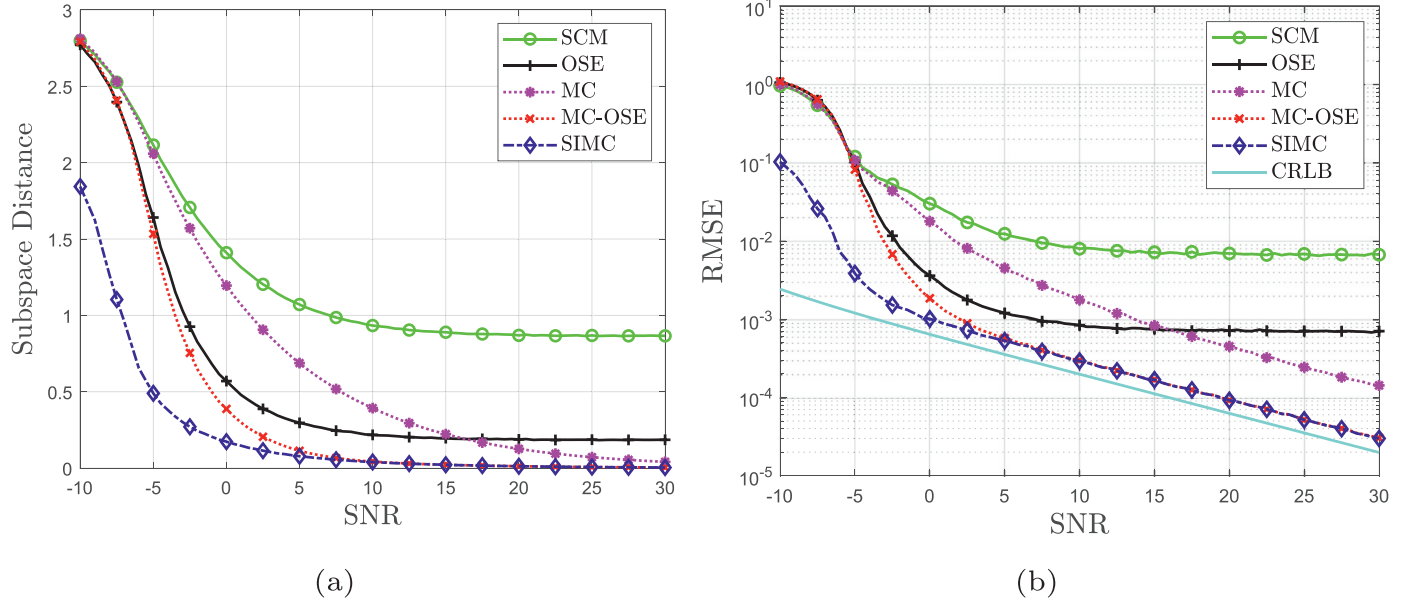 Subspace Distance
3
2.5
2
1.5
1
0.5
0
-10
-5
0
5
10
15
20
25
30
SNR
SCM
OSE
MC
MC-OSE
SIMC
(a)
RMSE
10^1
10^0
10^-1
10^-2
10^-3
10^-4
10^-5
-10
-5
0
5
10
15
20
25
30
SNR
SCM
OSE
MC
MC-OSE
SIMC
CRLB
(b)